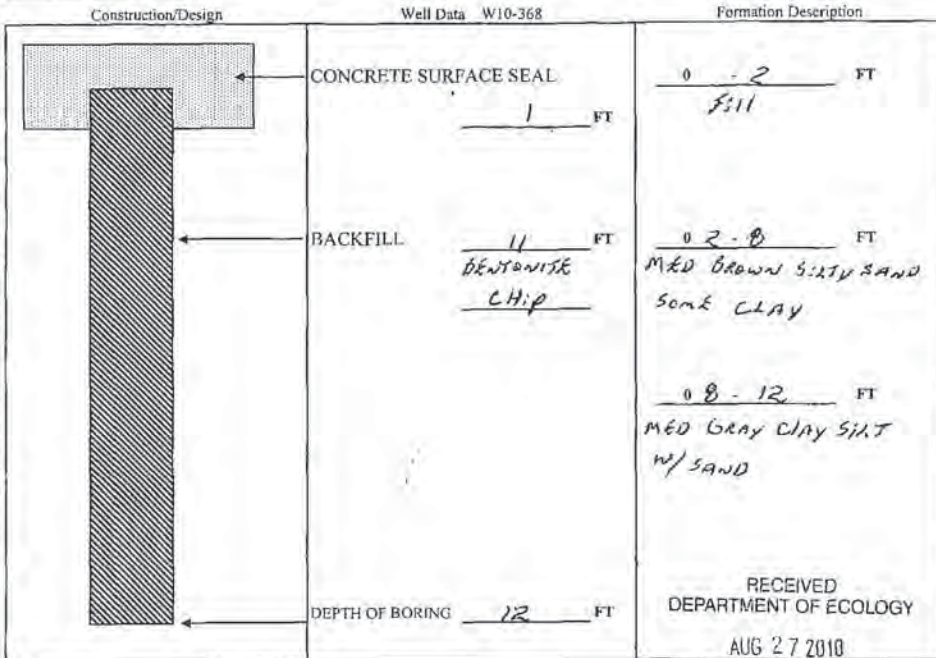 Construction/Design
Well Data W10-368
Formation Description
CONCRETE SURFACE SEAL
1 FT
0 - 2 FT
Fill
BACKFILL 11 FT
BENTONITE
CHIP
0 2 - 8 FT
MED BROWN SILTY SAND
SOME CLAY
0 8 - 12 FT
MED GRAY CLAY SILT
W/ SAND
DEPTH OF BORING 12 FT
RECEIVED
DEPARTMENT OF ECOLOGY
AUG 27 2010